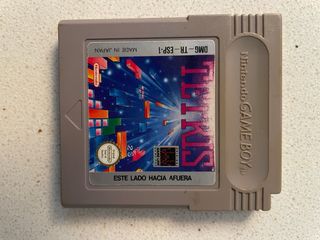 Nintendo GAME BOY
DMG-TR-ESP-1
MADE IN JAPAN
TETRIS
ESTE LADO HACIA AFUERA